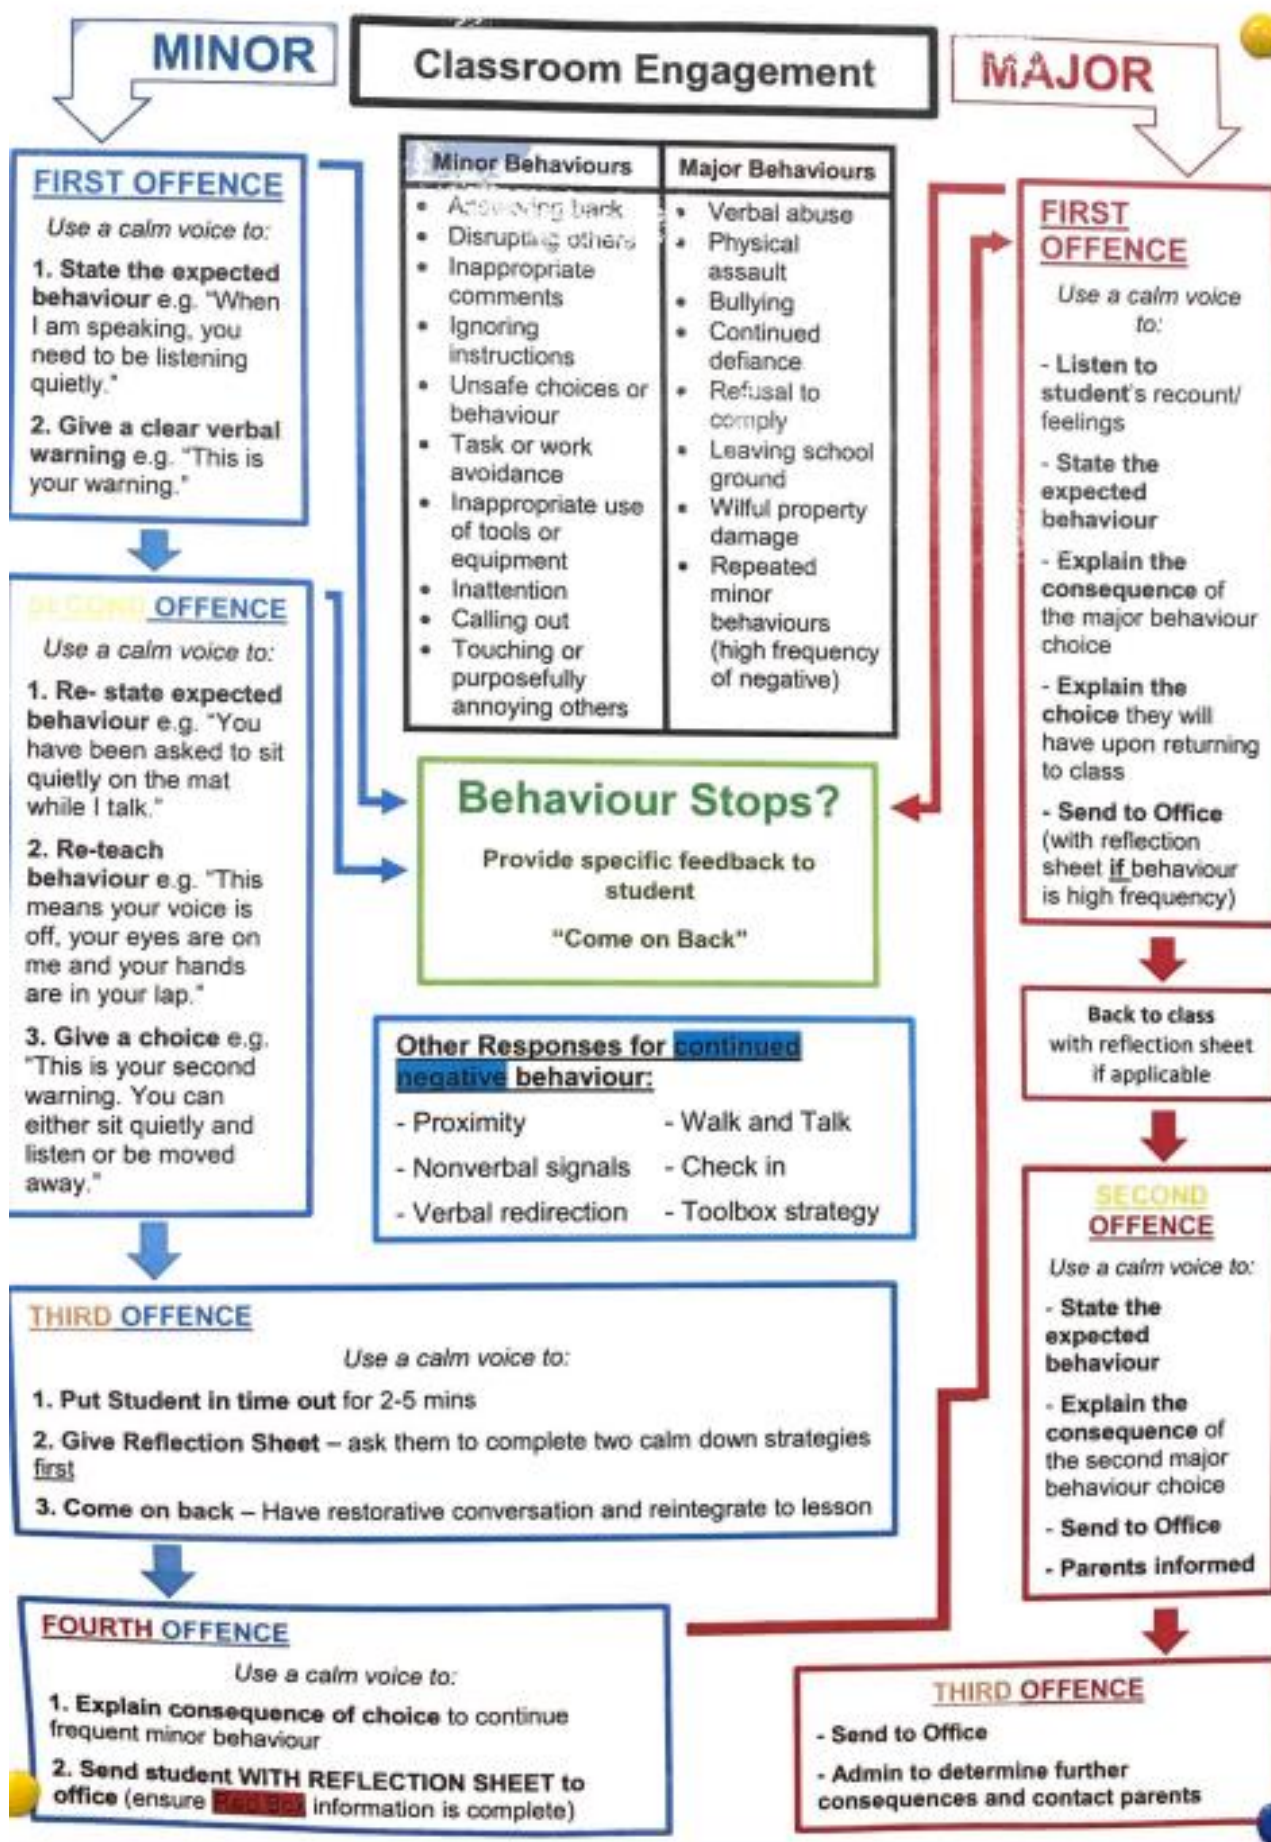 MINOR
Classroom Engagement
MAJOR
FIRST OFFENCE
Use a calm voice to:
1. State the expected
behaviour e.g. "When
I am speaking, you
need to be listening
quietly."
2. Give a clear verbal
warning e.g. "This is
your warning."
SECOND OFFENCE
Use a calm voice to:
1. Re- state expected
behaviour e.g. "You
have been asked to sit
quietly on the mat
while I talk."
2. Re-teach
behaviour e.g. "This
means your voice is
off, your eyes are on
me and your hands
are in your lap."
3. Give a choice e.g.
"This is your second
warning. You can
either sit quietly and
listen or be moved
away."
THIRD OFFENCE
Use a calm voice to:
1. Put Student in time out for 2-5 mins
2. Give Reflection Sheet – ask them to complete two calm down strategies
first
3. Come on back – Have restorative conversation and reintegrate to lesson
FOURTH OFFENCE
Use a calm voice to:
1. Explain consequence of choice to continue
frequent minor behaviour
2. Send student WITH REFLECTION SHEET to
office (ensure Red Box information is complete)
Minor Behaviours
• Answering back
• Disrupting others
• Inappropriate
comments
• Ignoring
instructions
• Unsafe choices or
behaviour
• Task or work
avoidance
• Inappropriate use
of tools or
equipment
• Inattention
• Calling out
• Touching or
purposefully
annoying others
Major Behaviours
• Verbal abuse
• Physical
assault
• Bullying
• Continued
defiance
• Refusal to
comply
• Leaving school
ground
• Wilful property
damage
• Repeated
minor
behaviours
(high frequency
of negative)
Behaviour Stops?
Provide specific feedback to
student
"Come on Back"
Other Responses for continued
negative behaviour:
- Proximity
- Nonverbal signals
- Verbal redirection
- Walk and Talk
- Check in
- Toolbox strategy
FIRST
OFFENCE
Use a calm voice
to:
- Listen to
student's recount/
feelings
- State the
expected
behaviour
- Explain the
consequence of
the major behaviour
choice
- Explain the
choice they will
have upon returning
to class
- Send to Office
(with reflection
sheet if behaviour
is high frequency)
Back to class
with reflection sheet
if applicable
SECOND
OFFENCE
Use a calm voice to:
- State the
expected
behaviour
- Explain the
consequence of
the second major
behaviour choice
- Send to Office
- Parents informed
THIRD OFFENCE
- Send to Office
- Admin to determine further
consequences and contact parents